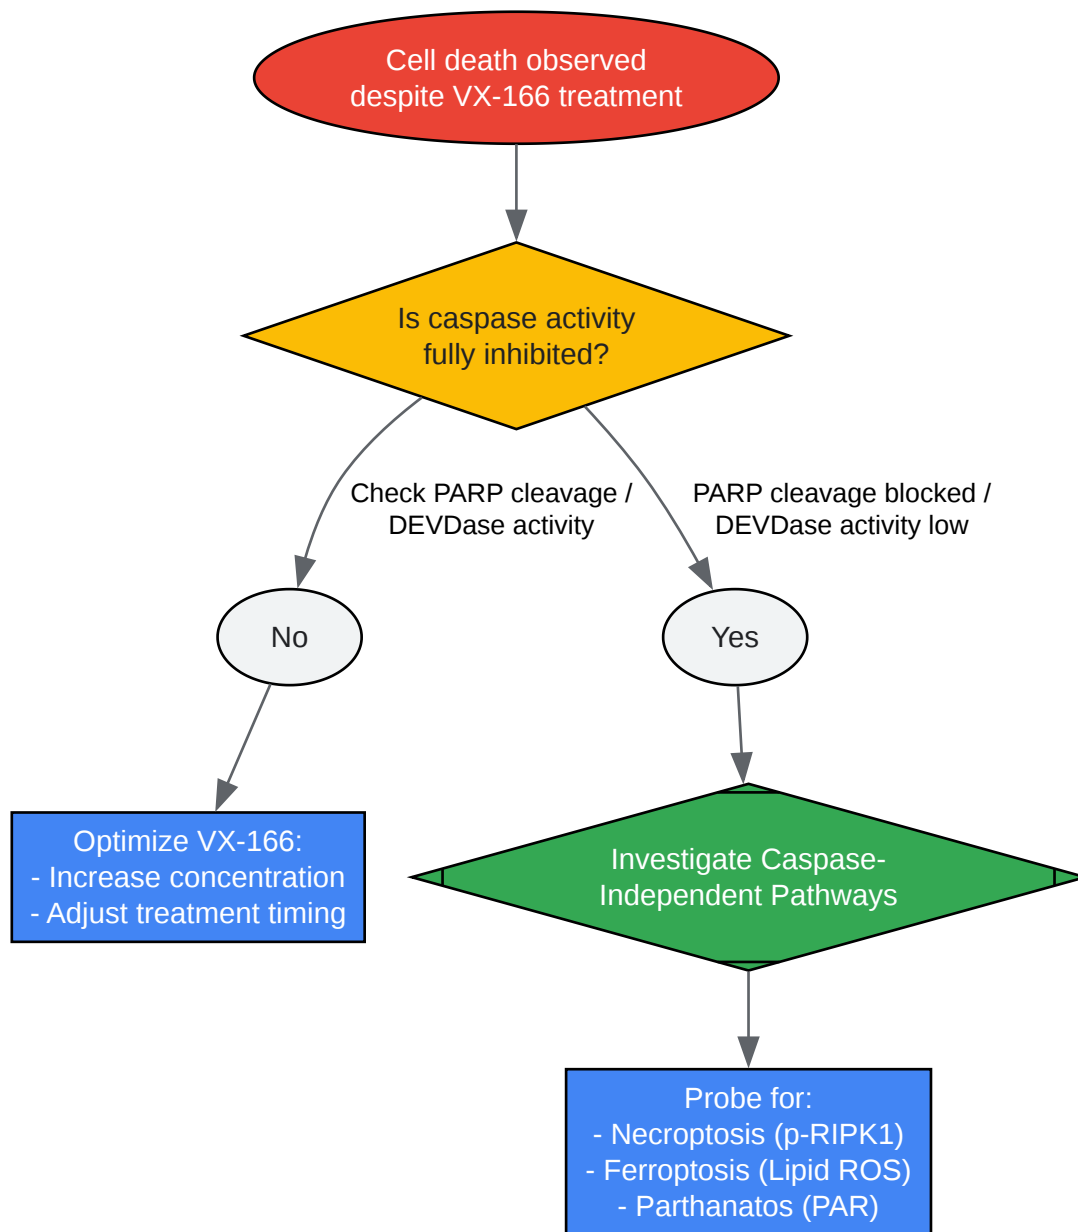 Cell death observed
despite VX-166 treatment
Is caspase activity
fully inhibited?
Check PARP cleavage /
DEVDase activity
PARP cleavage blocked /
DEVDase activity low
No
Yes
Optimize VX-166:
- Increase concentration
- Adjust treatment timing
Investigate Caspase-
Independent Pathways
Probe for:
- Necroptosis (p-RIPK1)
- Ferroptosis (Lipid ROS)
- Parthanatos (PAR)